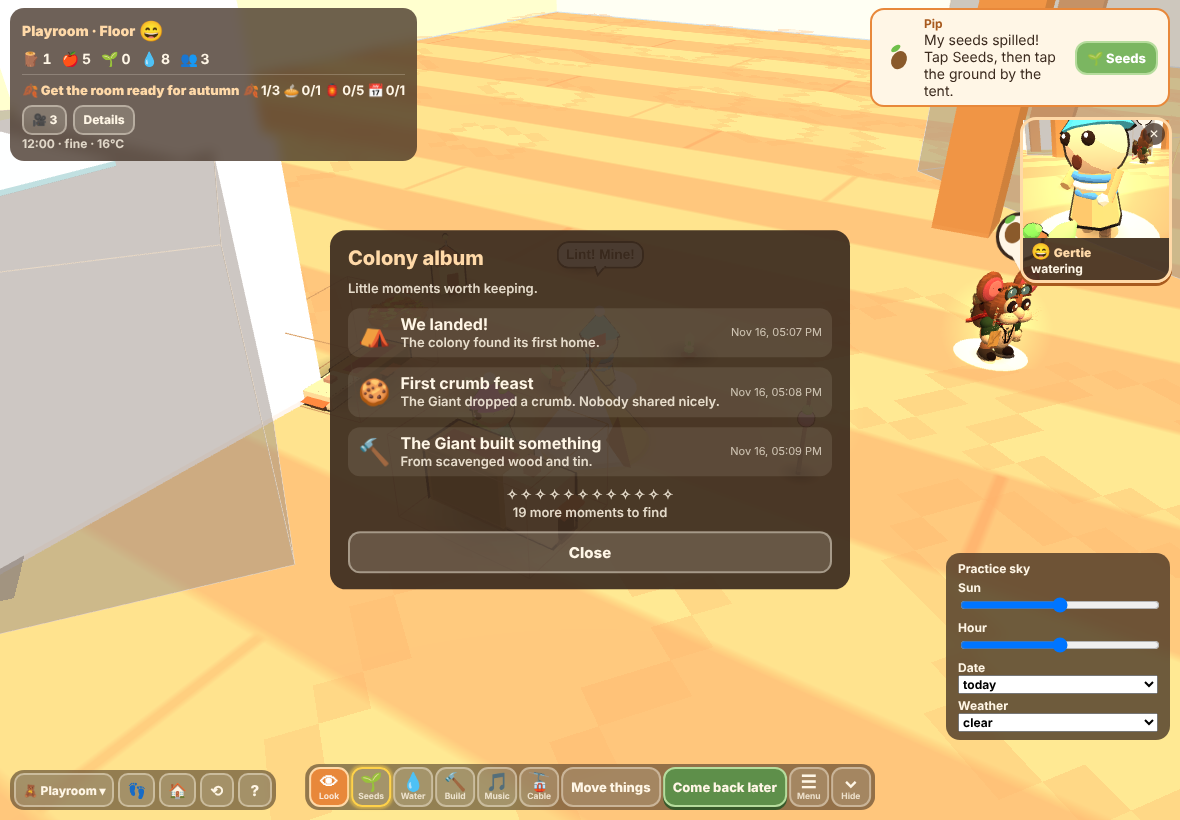 Playroom · Floor
1 5 0 8 3
Get the room ready for autumn 1/3 0/1 0/5 0/1
3 Details
12:00 · fine · 16°C
Pip
My seeds spilled!
Tap Seeds, then tap
the ground by the
tent.
Seeds
Gertie
watering
Lint! Mine!
Colony album
Little moments worth keeping.
We landed!
The colony found its first home.
Nov 16, 05:07 PM
First crumb feast
The Giant dropped a crumb. Nobody shared nicely.
Nov 16, 05:08 PM
The Giant built something
From scavenged wood and tin.
Nov 16, 05:09 PM
19 more moments to find
Close
Practice sky
Sun
Hour
Date
today
Weather
clear
Playroom
?
Look
Seeds
Water
Build
Music
Cable
Move things
Come back later
Menu
Hide